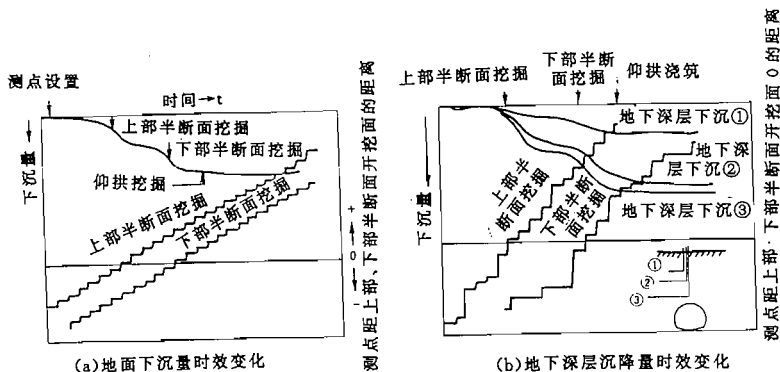 测点设置
时间→t
上部半断面挖掘
下部半断面挖掘
仰拱挖掘
上部半断面挖掘
下部半断面挖掘
下沉量
+
0
-
测点距上部、下部半断面开挖面的距离
(a)地面下沉量时效变化
上部半断面挖掘
下部半断
面挖掘
仰拱浇筑
地下深层下沉①
地下深
层下沉②
地下深层下沉③
上部半
断面挖掘
下部半断
面挖掘
下沉量
①
②
③
测点距上部·下部半断面开挖面0的距离
(b)地下深层沉降量时效变化